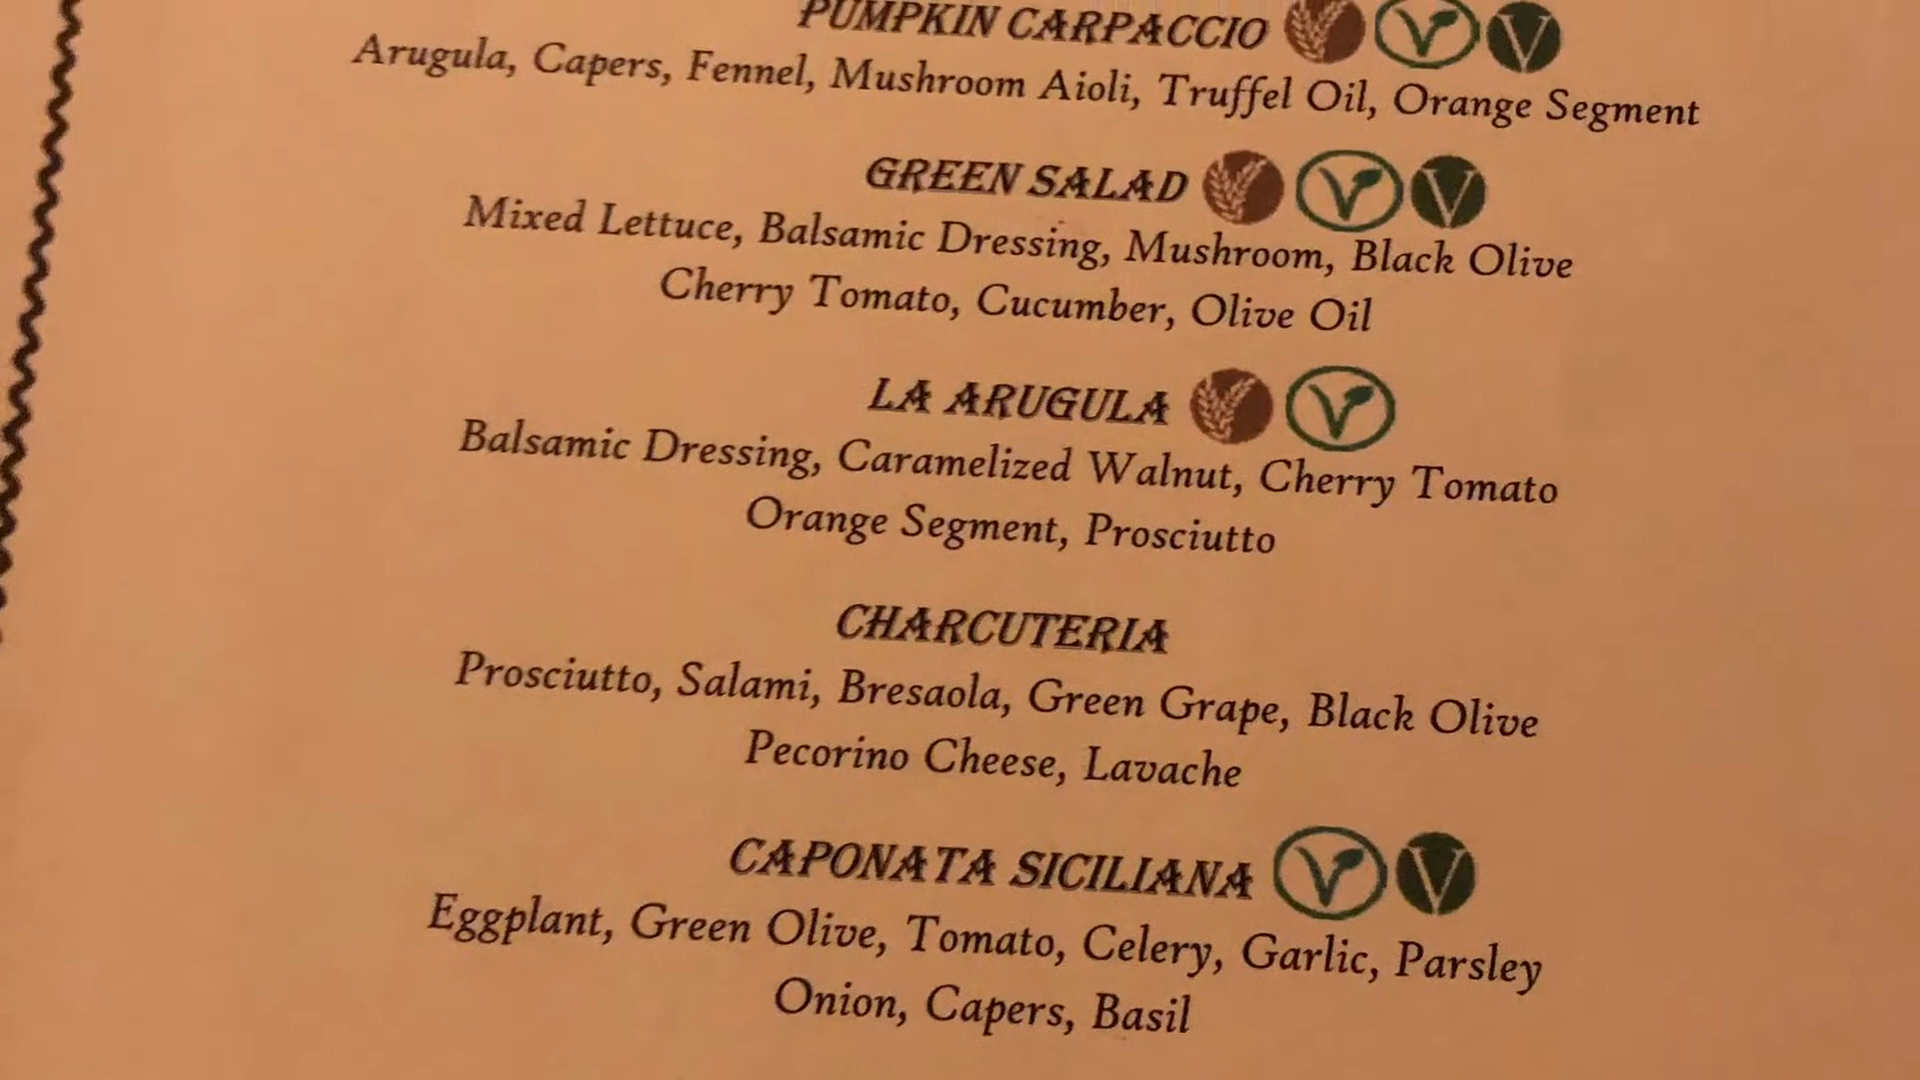 PUMPKIN CARPACCIO V V
Arugula, Capers, Fennel, Mushroom Aioli, Truffel Oil, Orange Segment
GREEN SALAD V V
Mixed Lettuce, Balsamic Dressing, Mushroom, Black Olive
Cherry Tomato, Cucumber, Olive Oil
LA ARUGULA V
Balsamic Dressing, Caramelized Walnut, Cherry Tomato
Orange Segment, Prosciutto
CHARCUTERIA
Prosciutto, Salami, Bresaola, Green Grape, Black Olive
Pecorino Cheese, Lavache
CAPONATA SICILIANA V V
Eggplant, Green Olive, Tomato, Celery, Garlic, Parsley
Onion, Capers, Basil